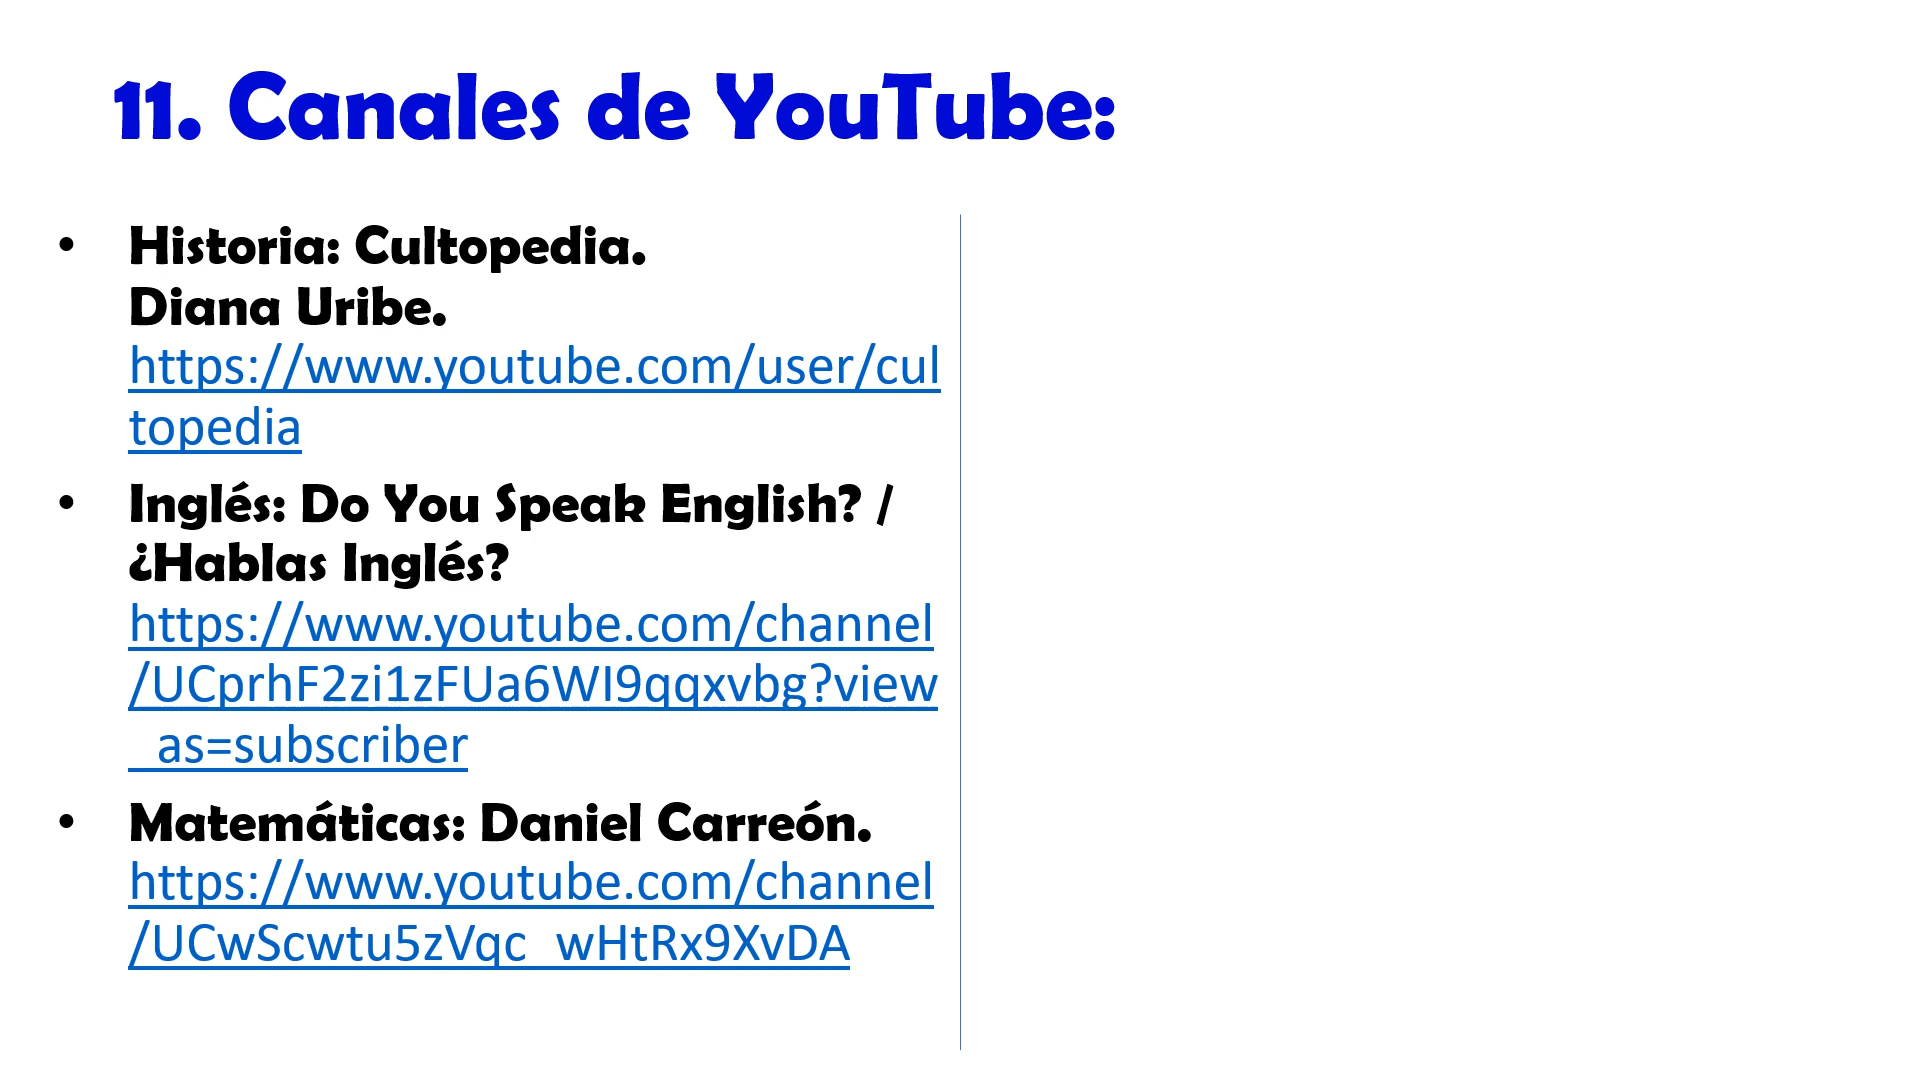 11. Canales de YouTube:
• Historia: Cultopedia.
Diana Uribe.
https://www.youtube.com/user/cul
topedia
• Inglés: Do You Speak English? /
¿Hablas Inglés?
https://www.youtube.com/channel
/UCprhF2zi1zFUa6WI9qqxvbg?view
_as=subscriber
• Matemáticas: Daniel Carreón.
https://www.youtube.com/channel
/UCwScwtu5zVqc_wHtRx9XvDA